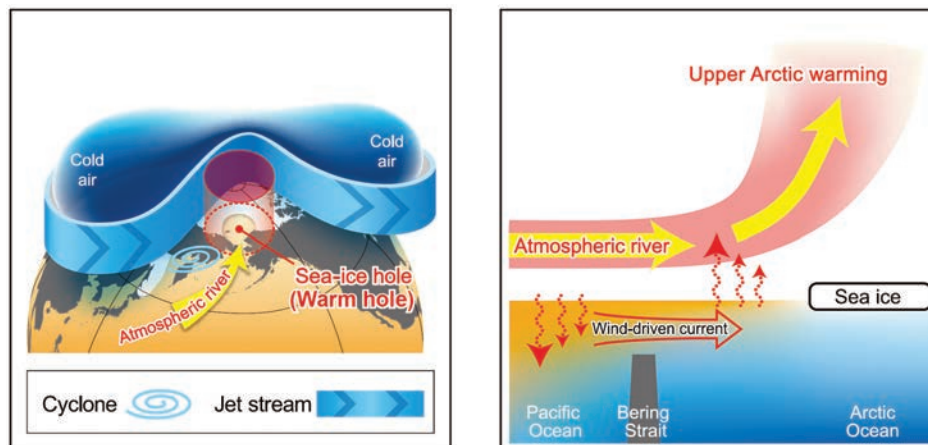 Cold
air
Cold
air
Sea-ice hole
(Warm hole)
Atmospheric river
Cyclone
Jet stream
Upper Arctic warming
Atmospheric river
Sea ice
Wind-driven current
Pacific
Ocean
Bering
Strait
Arctic
Ocean